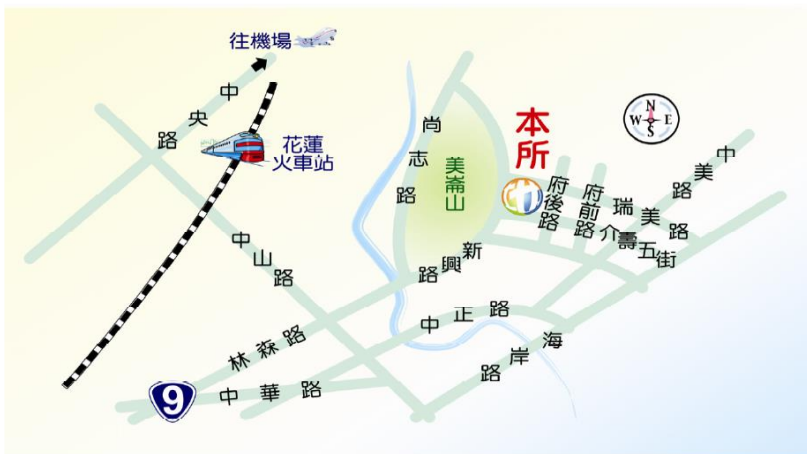 往機場
中央路
花蓮
火車站
中山路
尚志路
美崙山
本所
N
W E
S
府後路
府前路
瑞美路
介壽五街
中美路
新興路
林森路
中正路
海岸路
9
中華路